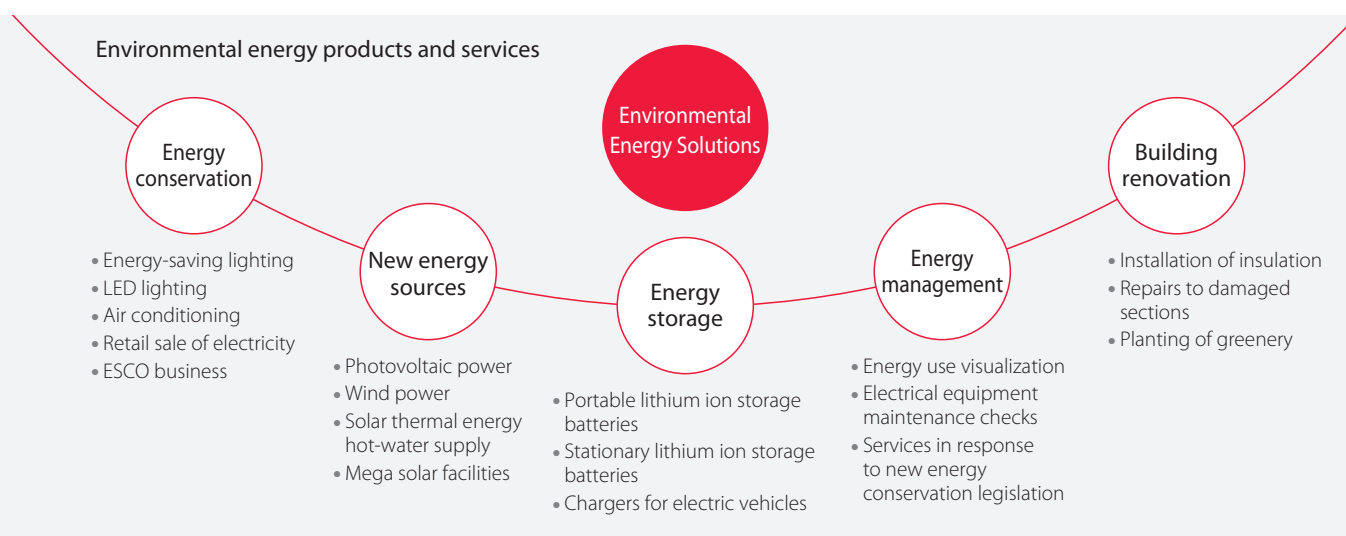 Environmental energy products and services
Environmental
Energy Solutions
Energy
conservation
• Energy-saving lighting
• LED lighting
• Air conditioning
• Retail sale of electricity
• ESCO business
New energy
sources
• Photovoltaic power
• Wind power
• Solar thermal energy
hot-water supply
• Mega solar facilities
Energy
storage
• Portable lithium ion storage
batteries
• Stationary lithium ion storage
batteries
• Chargers for electric vehicles
Energy
management
• Energy use visualization
• Electrical equipment
maintenance checks
• Services in response
to new energy
conservation legislation
Building
renovation
• Installation of insulation
• Repairs to damaged
sections
• Planting of greenery